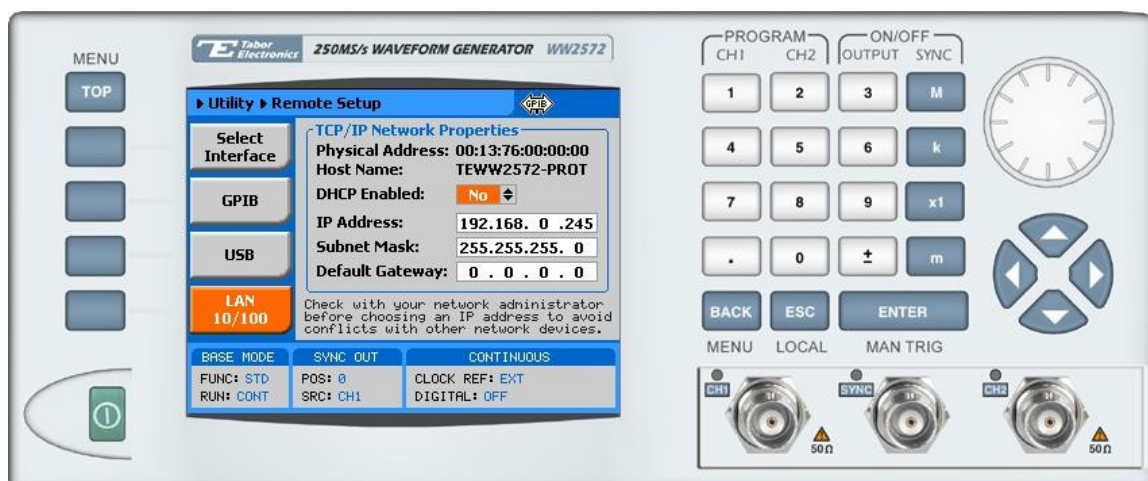 MENU
TOP
Tabor
Electronics
250MS/s WAVEFORM GENERATOR WW2572
Utility Remote Setup
GPIB
Select
Interface
GPIB
USB
LAN
10/100
TCP/IP Network Properties
Physical Address: 00:13:76:00:00:00
Host Name: TEWW2572-PROT
DHCP Enabled: No
IP Address: 192.168. 0 .245
Subnet Mask: 255.255.255. 0
Default Gateway: 0 . 0 . 0 . 0
Check with your network adninistrator
before choosing an IP address to avoid
conflicts with other network devices.
BASE MODE SYNC OUT CONTINUOUS
FUNC: STD POS: 0 CLOCK REF: EXT
RUN: CONT SRC: CH1 DIGITAL: OFF
PROGRAM ON/OFF
CH1 CH2 OUTPUT SYNC
1 2 3 M
4 5 6 k
7 8 9 x1
. 0 ± m
BACK ESC ENTER
MENU LOCAL MAN TRIG
CH1 SYNC CH2
50Ω 50Ω